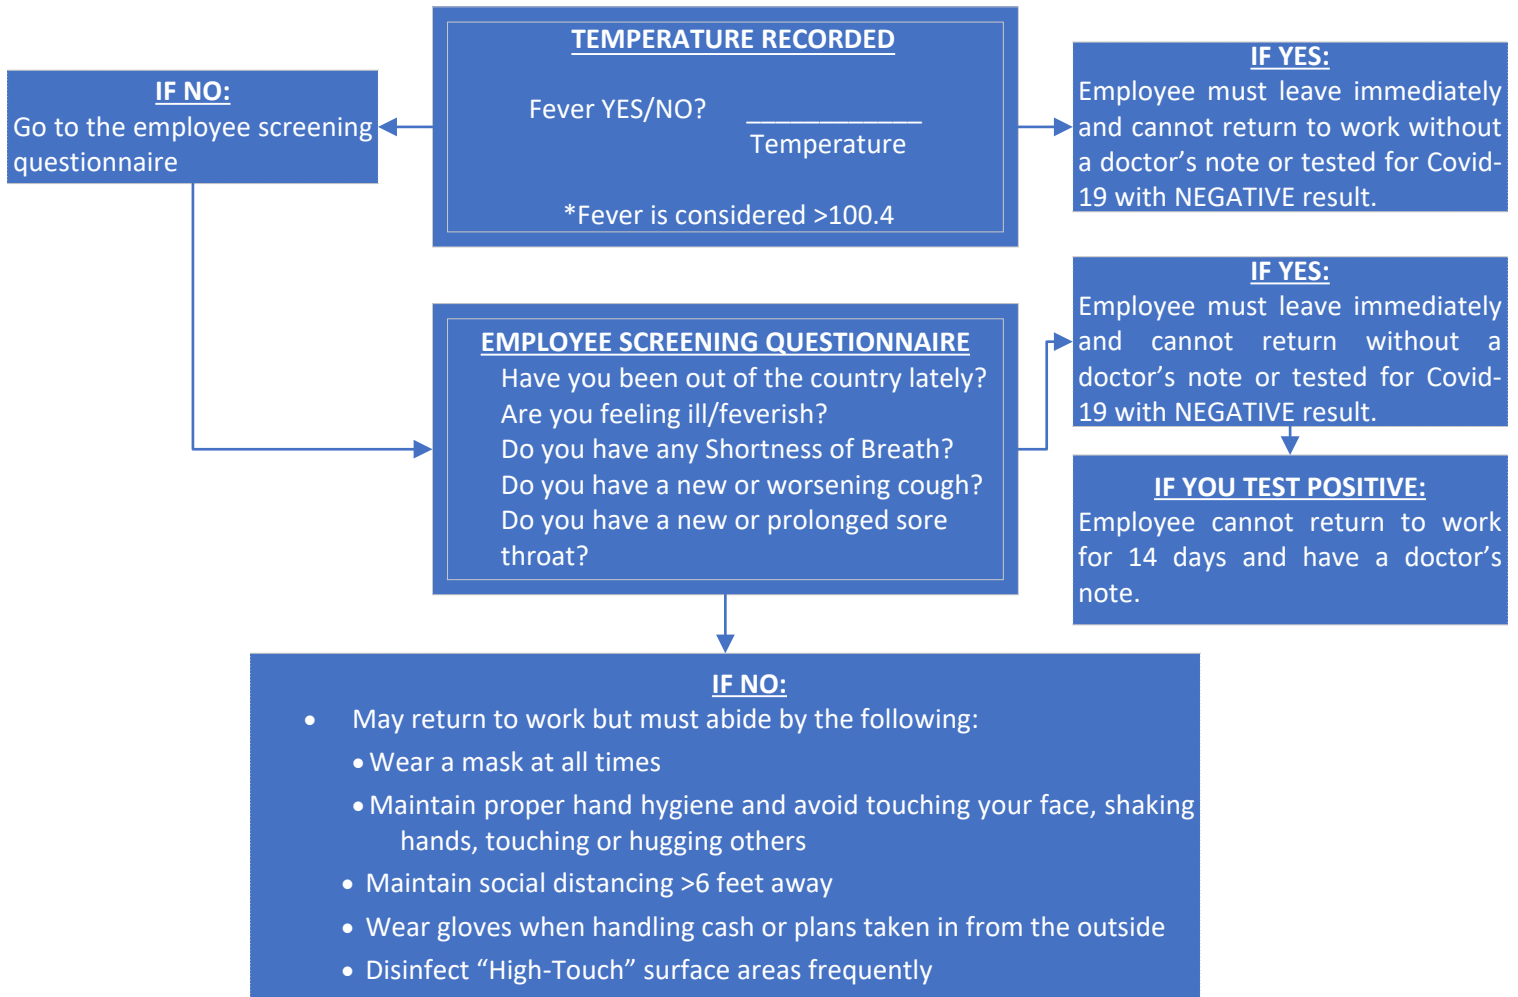 TEMPERATURE RECORDED
Fever YES/NO? ____________
Temperature
*Fever is considered >100.4
IF NO:
Go to the employee screening
questionnaire
IF YES:
Employee must leave immediately
and cannot return to work without
a doctor’s note or tested for Covid-
19 with NEGATIVE result.
EMPLOYEE SCREENING QUESTIONNAIRE
Have you been out of the country lately?
Are you feeling ill/feverish?
Do you have any Shortness of Breath?
Do you have a new or worsening cough?
Do you have a new or prolonged sore
throat?
IF YES:
Employee must leave immediately
and cannot return without a
doctor’s note or tested for Covid-
19 with NEGATIVE result.
IF YOU TEST POSITIVE:
Employee cannot return to work
for 14 days and have a doctor’s
note.
IF NO:
• May return to work but must abide by the following:
• Wear a mask at all times
• Maintain proper hand hygiene and avoid touching your face, shaking
hands, touching or hugging others
• Maintain social distancing >6 feet away
• Wear gloves when handling cash or plans taken in from the outside
• Disinfect “High-Touch” surface areas frequently